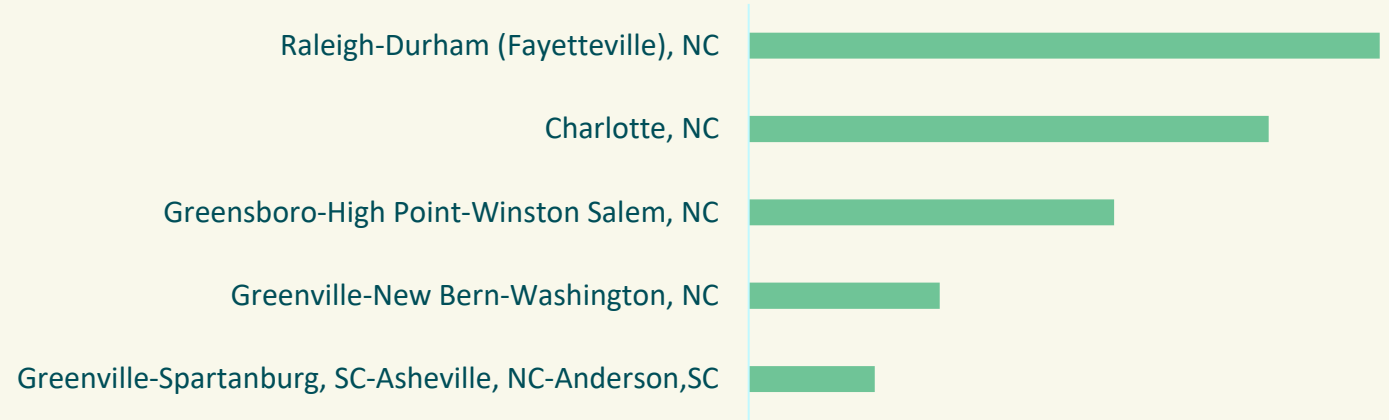 Raleigh-Durham (Fayetteville), NC
Charlotte, NC
Greensboro-High Point-Winston Salem, NC
Greenville-New Bern-Washington, NC
Greenville-Spartanburg, SC-Asheville, NC-Anderson,SC